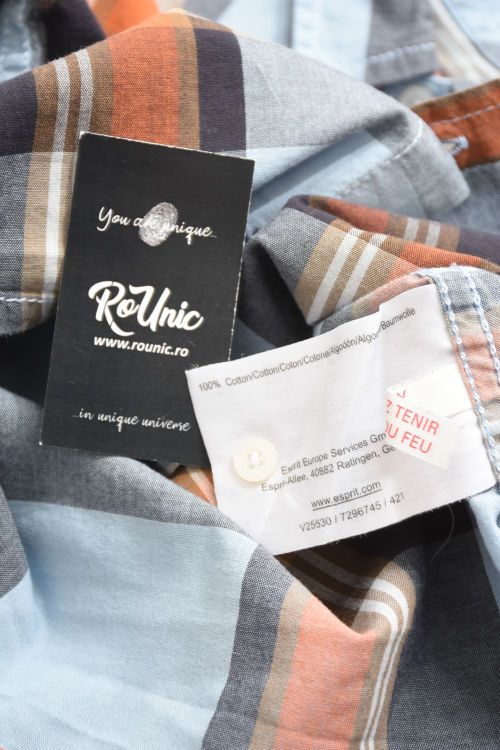 You are unique...
RoUnic
www.rounic.ro
...in unique universe
100% Cotton/Cotton/Coton/Cotone/Algodón/Algod Baumwolle
Esprit Europe Services Gm
Esprit-Allee, 40882 Ratingen, Ge
www.esprit.com
V25530 / 7296745 / 421
Z TENIR
DU FEU